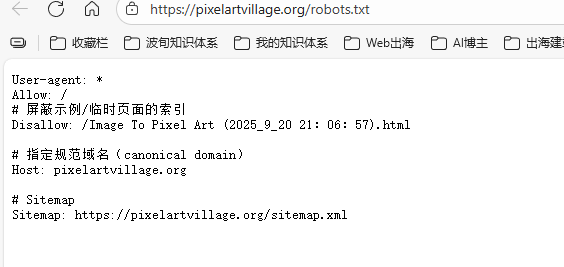 https://pixelartvillage.org/robots.txt
收藏栏 波旬知识体系 我的知识体系 Web出海 AI博主 出海建站
User-agent: *
Allow: /
# 屏蔽示例/临时页面的索引
Disallow: /Image To Pixel Art (2025_9_20 21：06：57).html
# 指定规范域名（canonical domain）
Host: pixelartvillage.org
# Sitemap
Sitemap: https://pixelartvillage.org/sitemap.xml